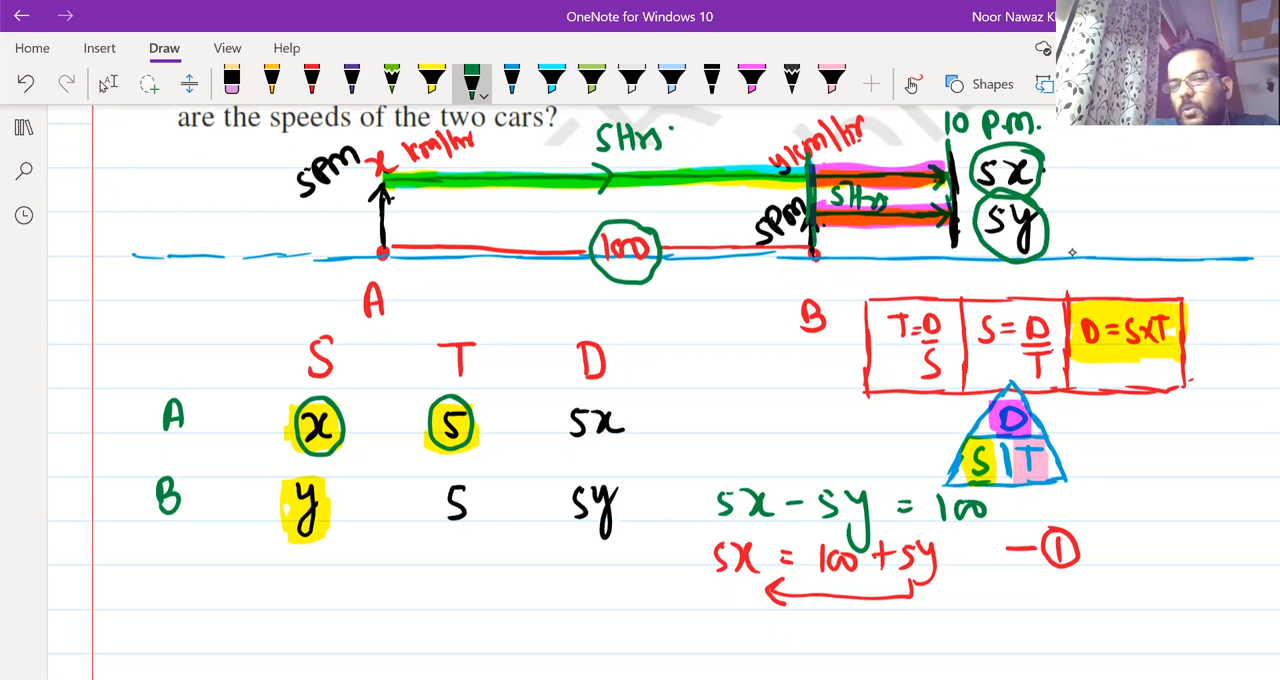 OneNote for Windows 10
Noor Nawaz
Home Insert Draw View Help
Shapes
are the speeds of the two cars?
5PM x km/hr 5Hrs. y km/hr 10 P.M.
5PM 5Hrs 5x
5y
100
A B
T=D/S S=D/T D=SxT
S T D
A x 5 5x
B y 5 5y
D
S T
5x - 5y = 100
5x = 100 + 5y - ①